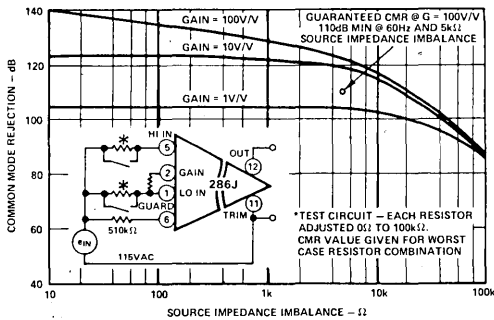 140
120
100
80
60
40
COMMON MODE REJECTION – dB
GAIN = 100V/V
GAIN = 10V/V
GAIN = 1V/V
GUARANTEED CMR @ G = 100V/V
110dB MIN @ 60Hz AND 5kΩ
SOURCE IMPEDANCE IMBALANCE
*
HI IN
5
2
GAIN
*
1
LO IN
GUARD
6
510kΩ
eIN
115VAC
286J
OUT
12
11
TRIM
*TEST CIRCUIT – EACH RESISTOR
ADJUSTED 0Ω TO 100kΩ.
CMR VALUE GIVEN FOR WORST
CASE RESISTOR COMBINATION
10
100
1k
10k
100k
SOURCE IMPEDANCE IMBALANCE – Ω